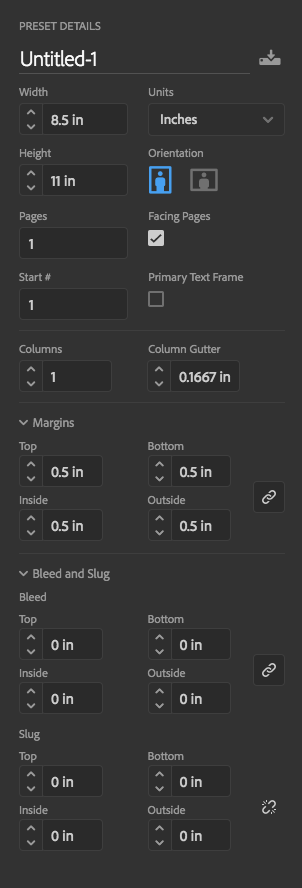 PRESET DETAILS
Untitled-1
Width Units
8.5 in Inches
Height Orientation
11 in
Pages Facing Pages
1
Start # Primary Text Frame
1
Columns Column Gutter
1 0.1667 in
Margins
Top Bottom
0.5 in 0.5 in
Inside Outside
0.5 in 0.5 in
Bleed and Slug
Bleed
Top Bottom
0 in 0 in
Inside Outside
0 in 0 in
Slug
Top Bottom
0 in 0 in
Inside Outside
0 in 0 in